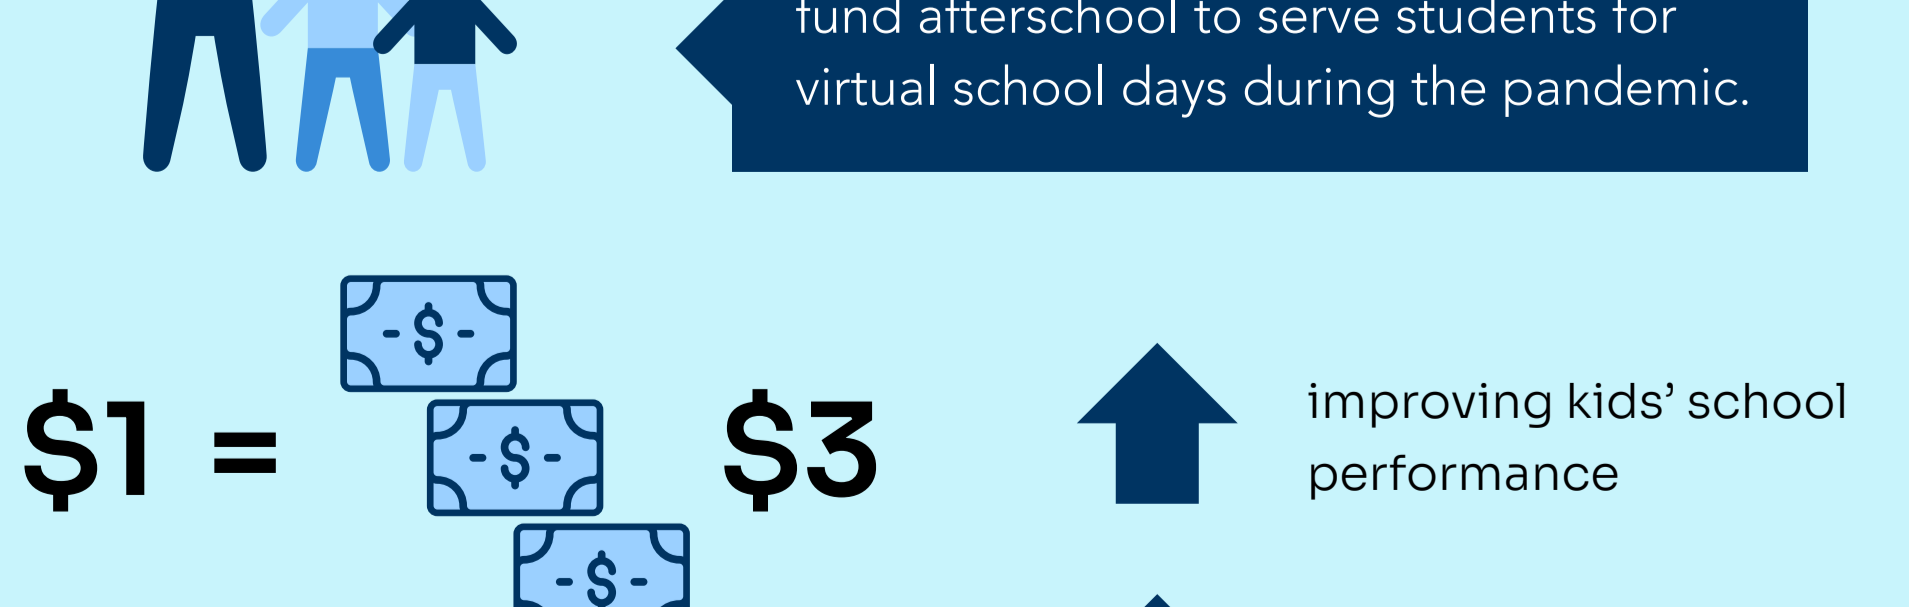 fund afterschool to serve students for
virtual school days during the pandemic.
$1 = $3
improving kids’ school
performance